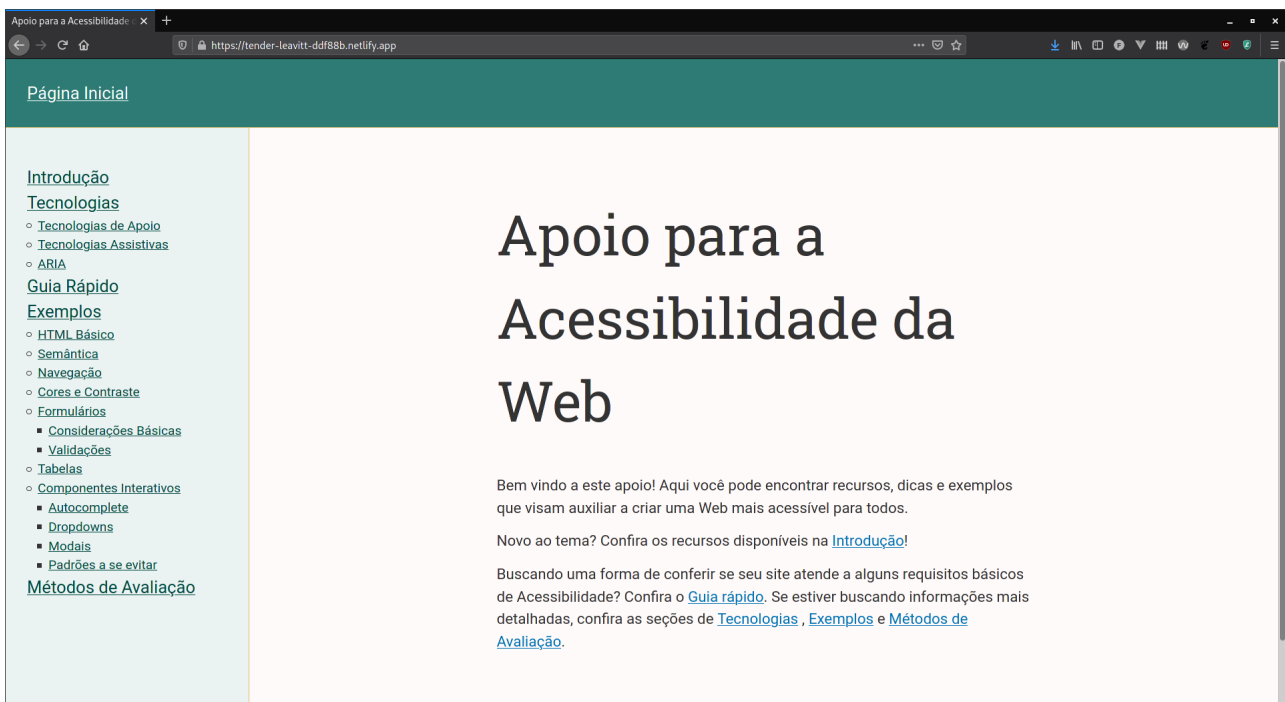 Apoio para a Acessibilidade d
https://tender-leavitt-ddf88b.netlify.app
Página Inicial
Introdução
Tecnologias
Tecnologias de Apoio
Tecnologias Assistivas
ARIA
Guia Rápido
Exemplos
HTML Básico
Semântica
Navegação
Cores e Contraste
Formulários
Considerações Básicas
Validações
Tabelas
Componentes Interativos
Autocomplete
Dropdowns
Modais
Padrões a se evitar
Métodos de Avaliação
Apoio para a
Acessibilidade da
Web
Bem vindo a este apoio! Aqui você pode encontrar recursos, dicas e exemplos
que visam auxiliar a criar uma Web mais acessível para todos.
Novo ao tema? Confira os recursos disponíveis na Introdução!
Buscando uma forma de conferir se seu site atende a alguns requisitos básicos
de Acessibilidade? Confira o Guia rápido. Se estiver buscando informações mais
detalhadas, confira as seções de Tecnologias , Exemplos e Métodos de
Avaliação.